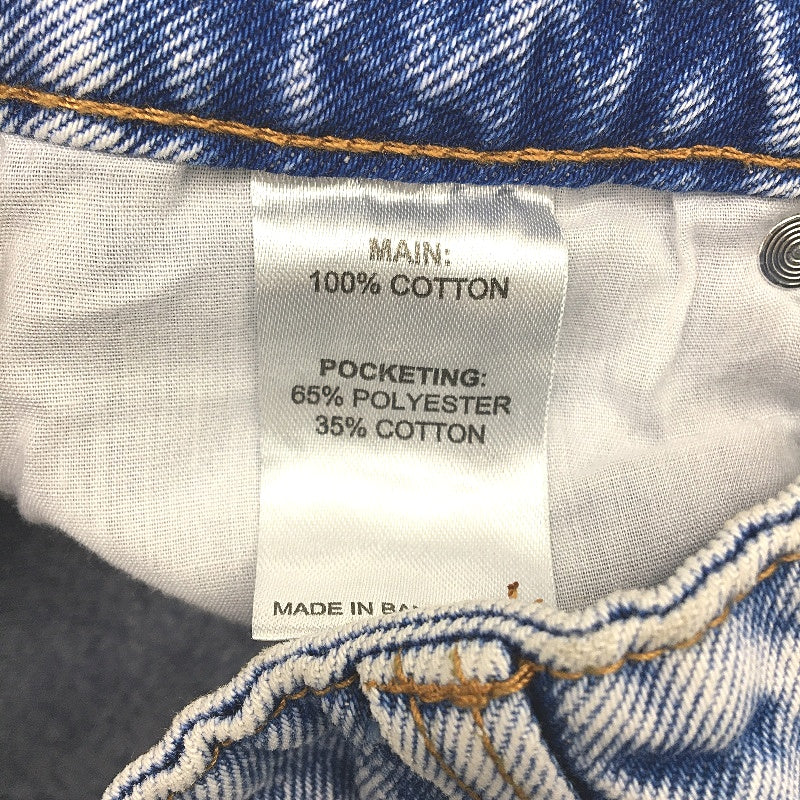 MAIN:
100% COTTON
POCKETING:
65% POLYESTER
35% COTTON
MADE IN